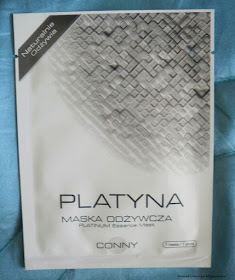 Naturalnie
Odżywia
PLATYNA
MASKA ODŻYWCZA
PLATINUM Essence Mask
CONNY